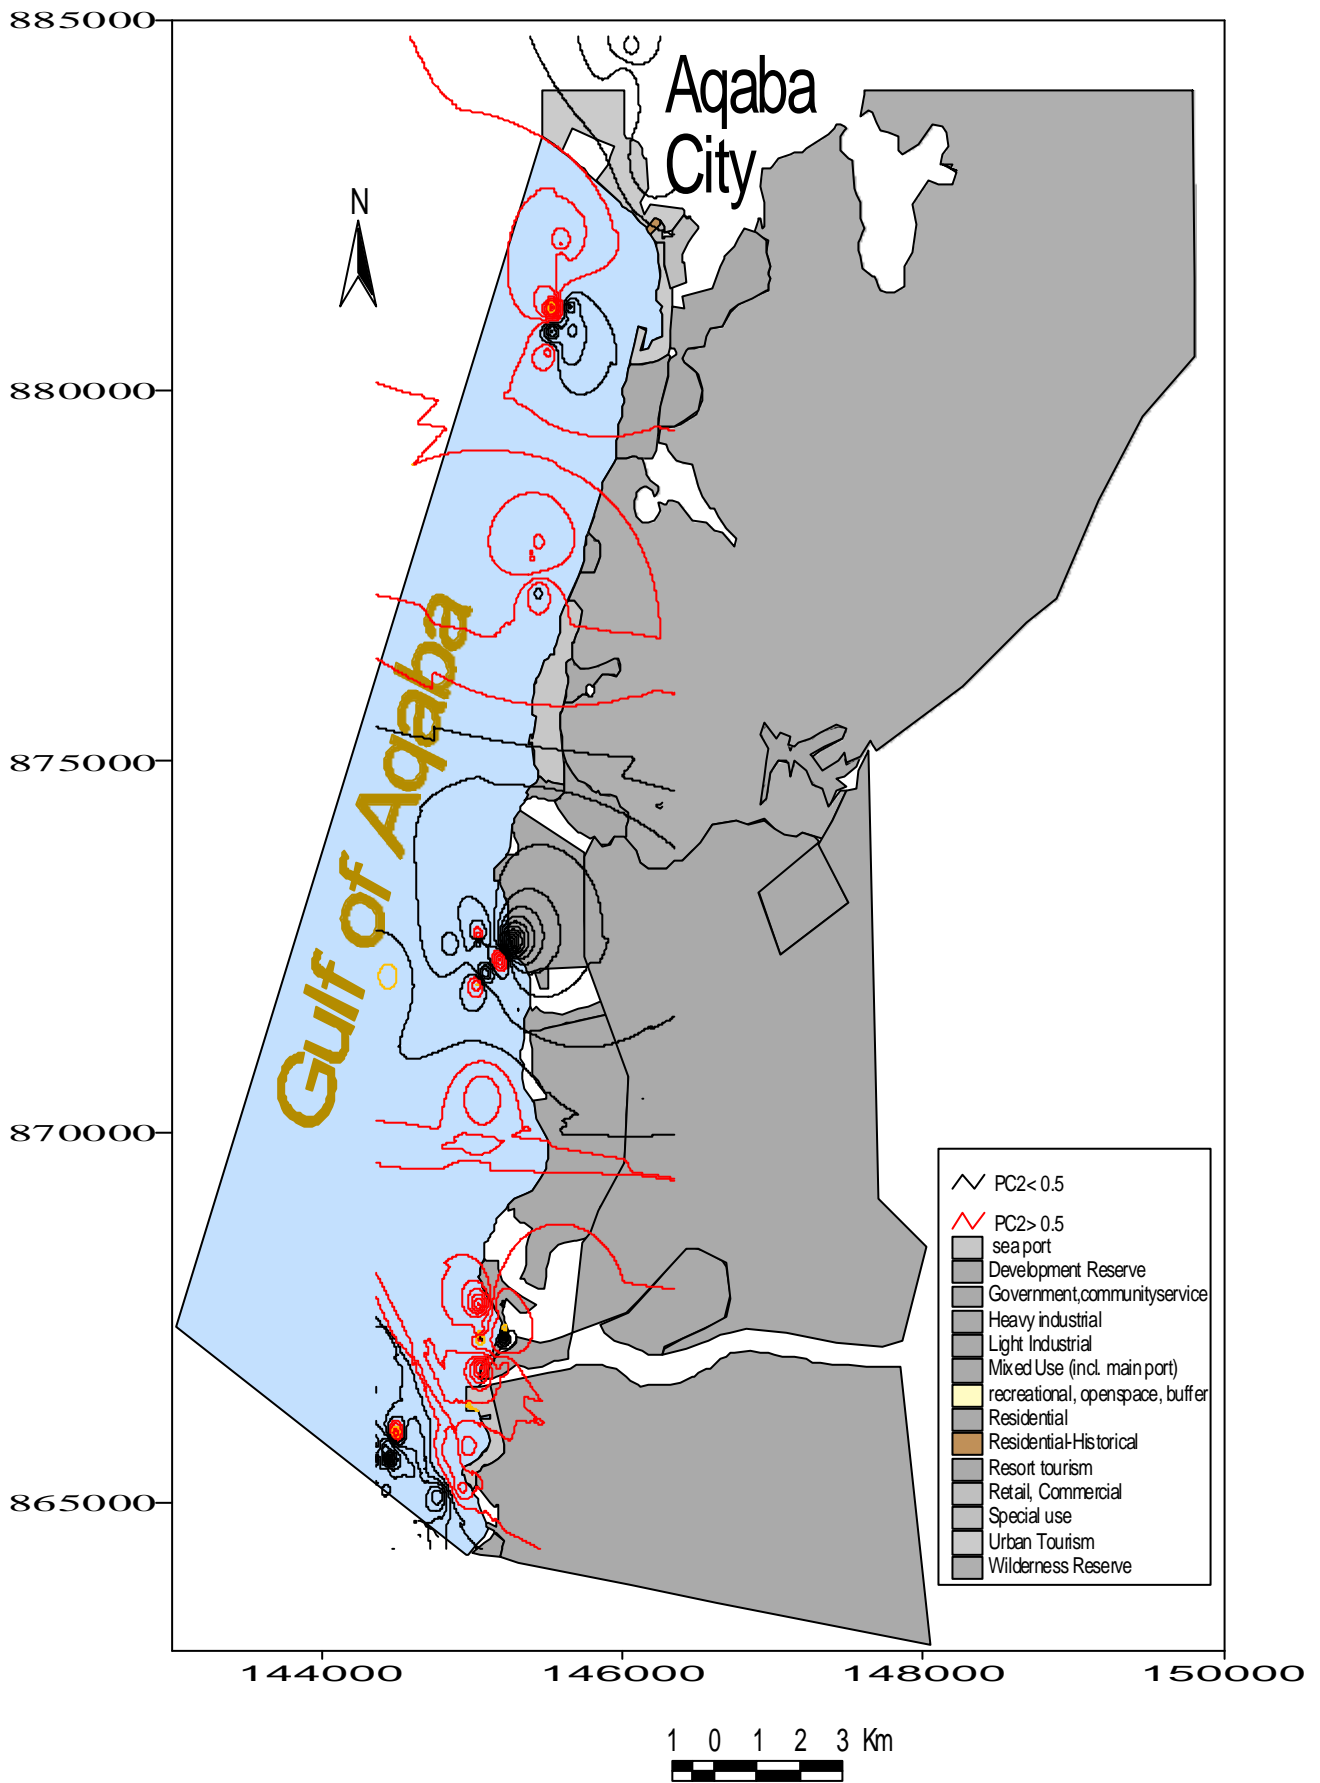 885000
Aqaba
City
N
880000
Gulf of Aqaba
875000
870000
865000
PC2< 0.5
PC2> 0.5
sea port
Development Reserve
Government,communityservice
Heavy industrial
Light Industrial
Mixed Use (incl. main port)
recreational, openspace, buffer
Residential
Residential-Historical
Resort tourism
Retail, Commercial
Special use
Urban Tourism
Wilderness Reserve
144000 146000 148000 150000
1 0 1 2 3 Km